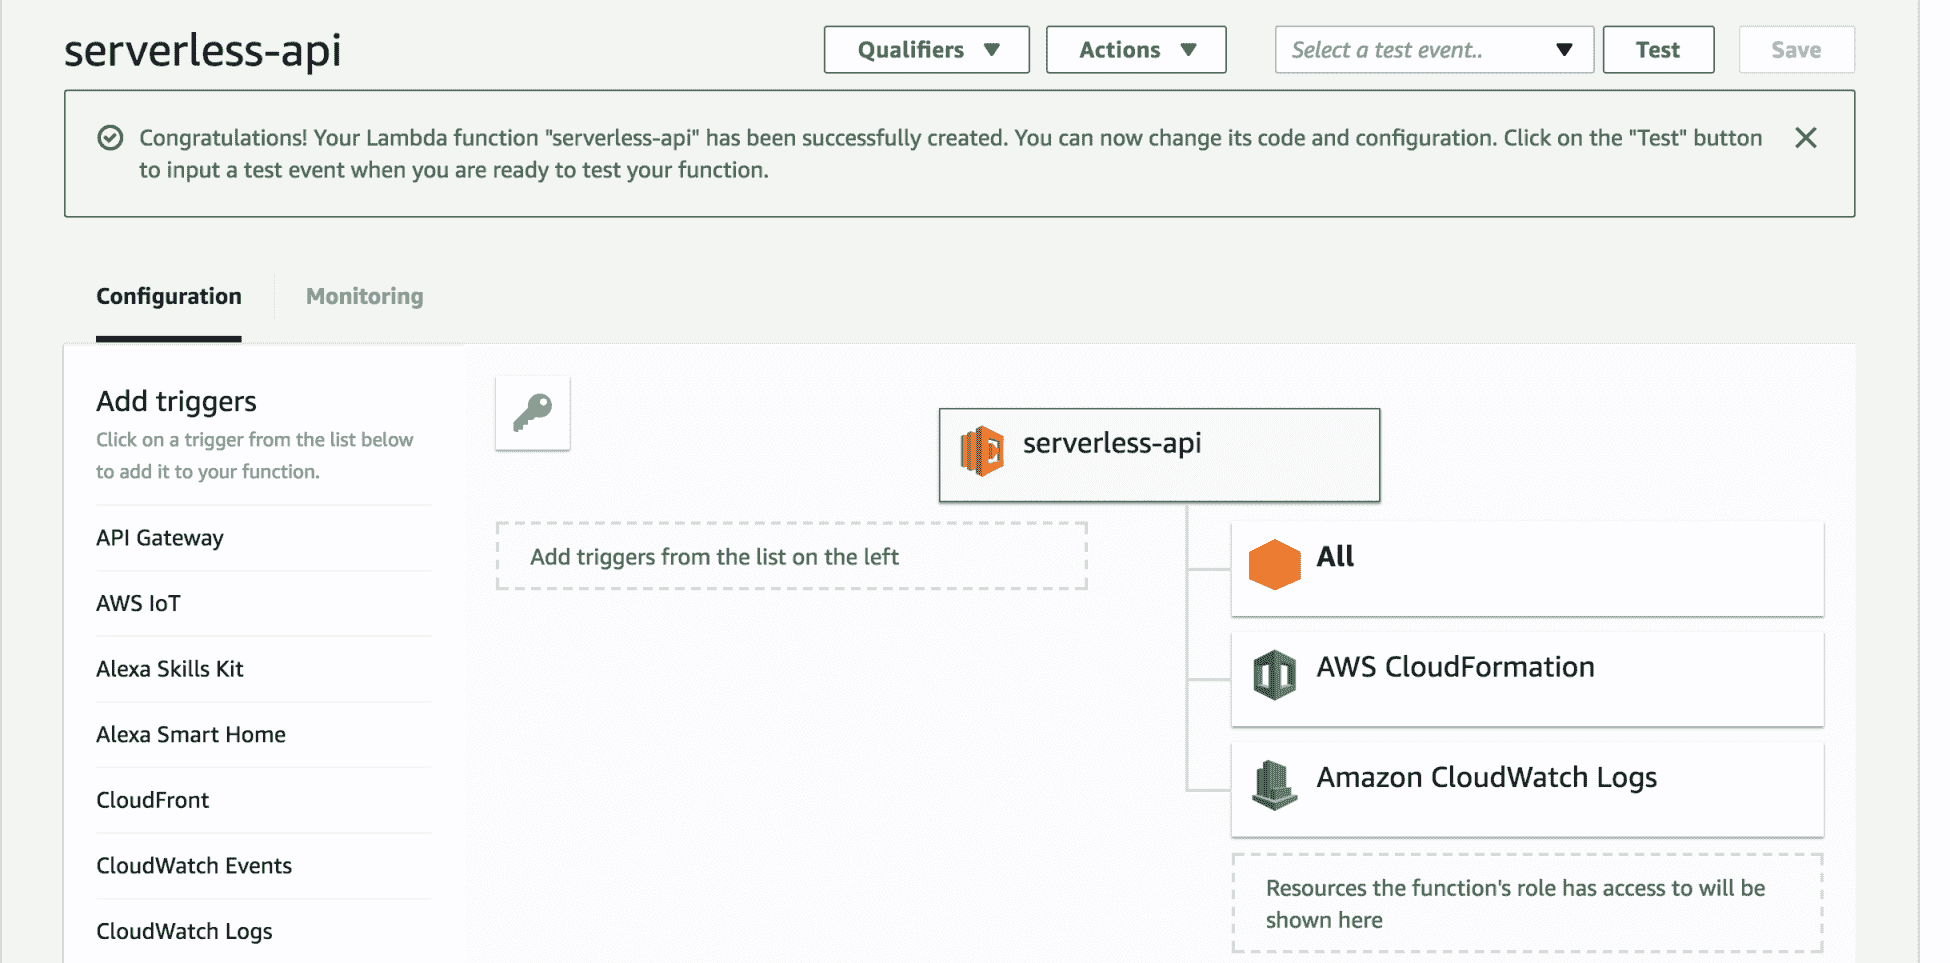 serverless-api
Qualifiers
Actions
Select a test event..
Test
Save
Congratulations! Your Lambda function "serverless-api" has been successfully created. You can now change its code and configuration. Click on the "Test" button
to input a test event when you are ready to test your function.
Configuration
Monitoring
Add triggers
Click on a trigger from the list below
to add it to your function.
API Gateway
AWS IoT
Alexa Skills Kit
Alexa Smart Home
CloudFront
CloudWatch Events
CloudWatch Logs
serverless-api
Add triggers from the list on the left
All
AWS CloudFormation
Amazon CloudWatch Logs
Resources the function's role has access to will be
shown here